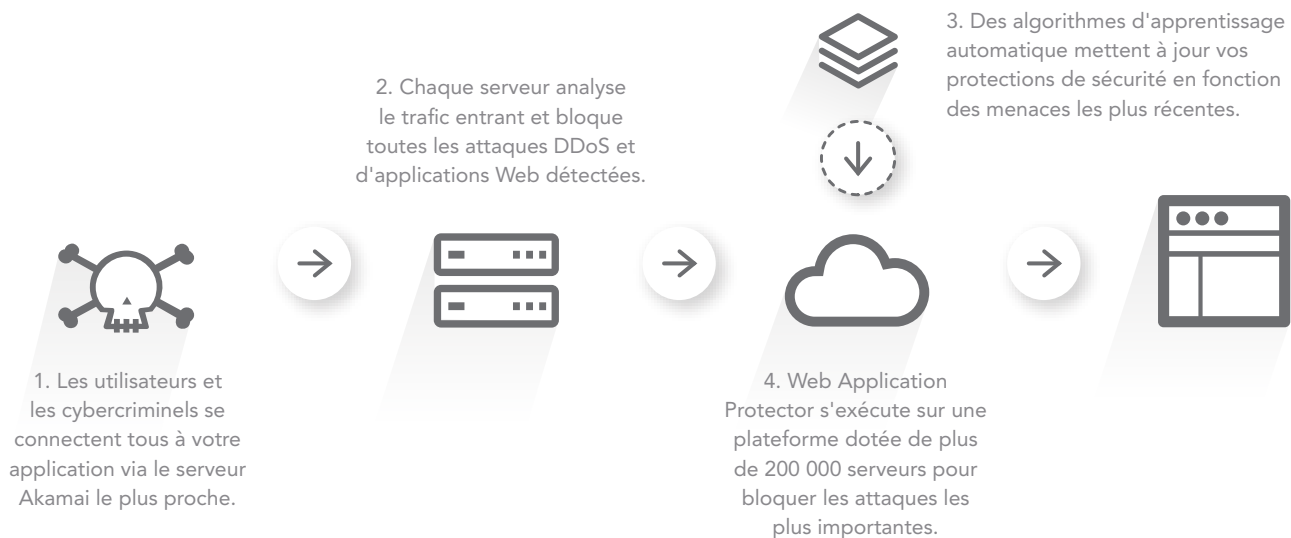 1. Les utilisateurs et
les cybercriminels se
connectent tous à votre
application via le serveur
Akamai le plus proche.
2. Chaque serveur analyse
le trafic entrant et bloque
toutes les attaques DDoS et
d'applications Web détectées.
3. Des algorithmes d'apprentissage
automatique mettent à jour vos
protections de sécurité en fonction
des menaces les plus récentes.
4. Web Application
Protector s'exécute sur une
plateforme dotée de plus
de 200 000 serveurs pour
bloquer les attaques les
plus importantes.